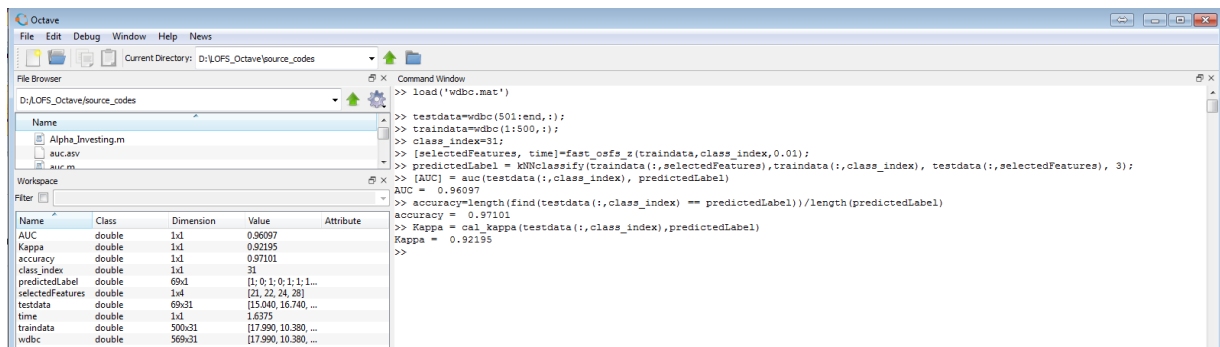 Octave
File Edit Debug Window Help News
Current Directory: D:\LOFS_Octave\source_codes
File Browser
D:/LOFS_Octave/source_codes
Name
Alpha_Investing.m
auc.asv
auc.m
Workspace
Filter
Name Class Dimension Value Attribute
AUC double 1x1 0.96097
Kappa double 1x1 0.92195
accuracy double 1x1 0.97101
class_index double 1x1 31
predictedLabel double 69x1 [1; 0; 1; 0; 1; 1; 1...
selectedFeatures double 1x4 [21, 22, 24, 28]
testdata double 69x31 [15.040, 16.740, ...
time double 1x1 1.6375
traindata double 500x31 [17.990, 10.380, ...
wdbc double 569x31 [17.990, 10.380, ...
Command Window
>> load('wdbc.mat')
>> testdata=wdbc(501:end,:);
>> traindata=wdbc(1:500,:);
>> class_index=31;
>> [selectedFeatures, time]=fast_osfs_z(traindata,class_index,0.01);
>> predictedLabel = kNNclassify(traindata(:,selectedFeatures),traindata(:,class_index), testdata(:,selectedFeatures), 3);
>> [AUC] = auc(testdata(:,class_index), predictedLabel)
AUC = 0.96097
>> accuracy=length(find(testdata(:,class_index) == predictedLabel))/length(predictedLabel)
accuracy = 0.97101
>> Kappa = cal_kappa(testdata(:,class_index),predictedLabel)
Kappa = 0.92195
>>